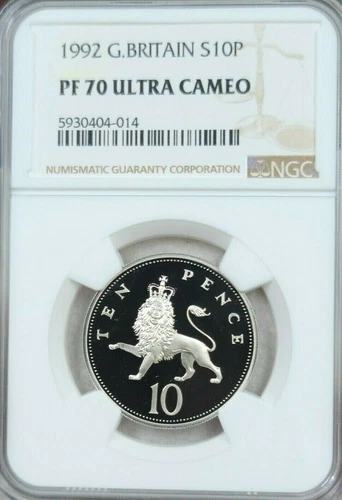 1992 G.BRITAIN S10P
PF 70 ULTRA CAMEO
5930404-014
NUMISMATIC GUARANTY CORPORATION
NGC
TEN PENCE
10